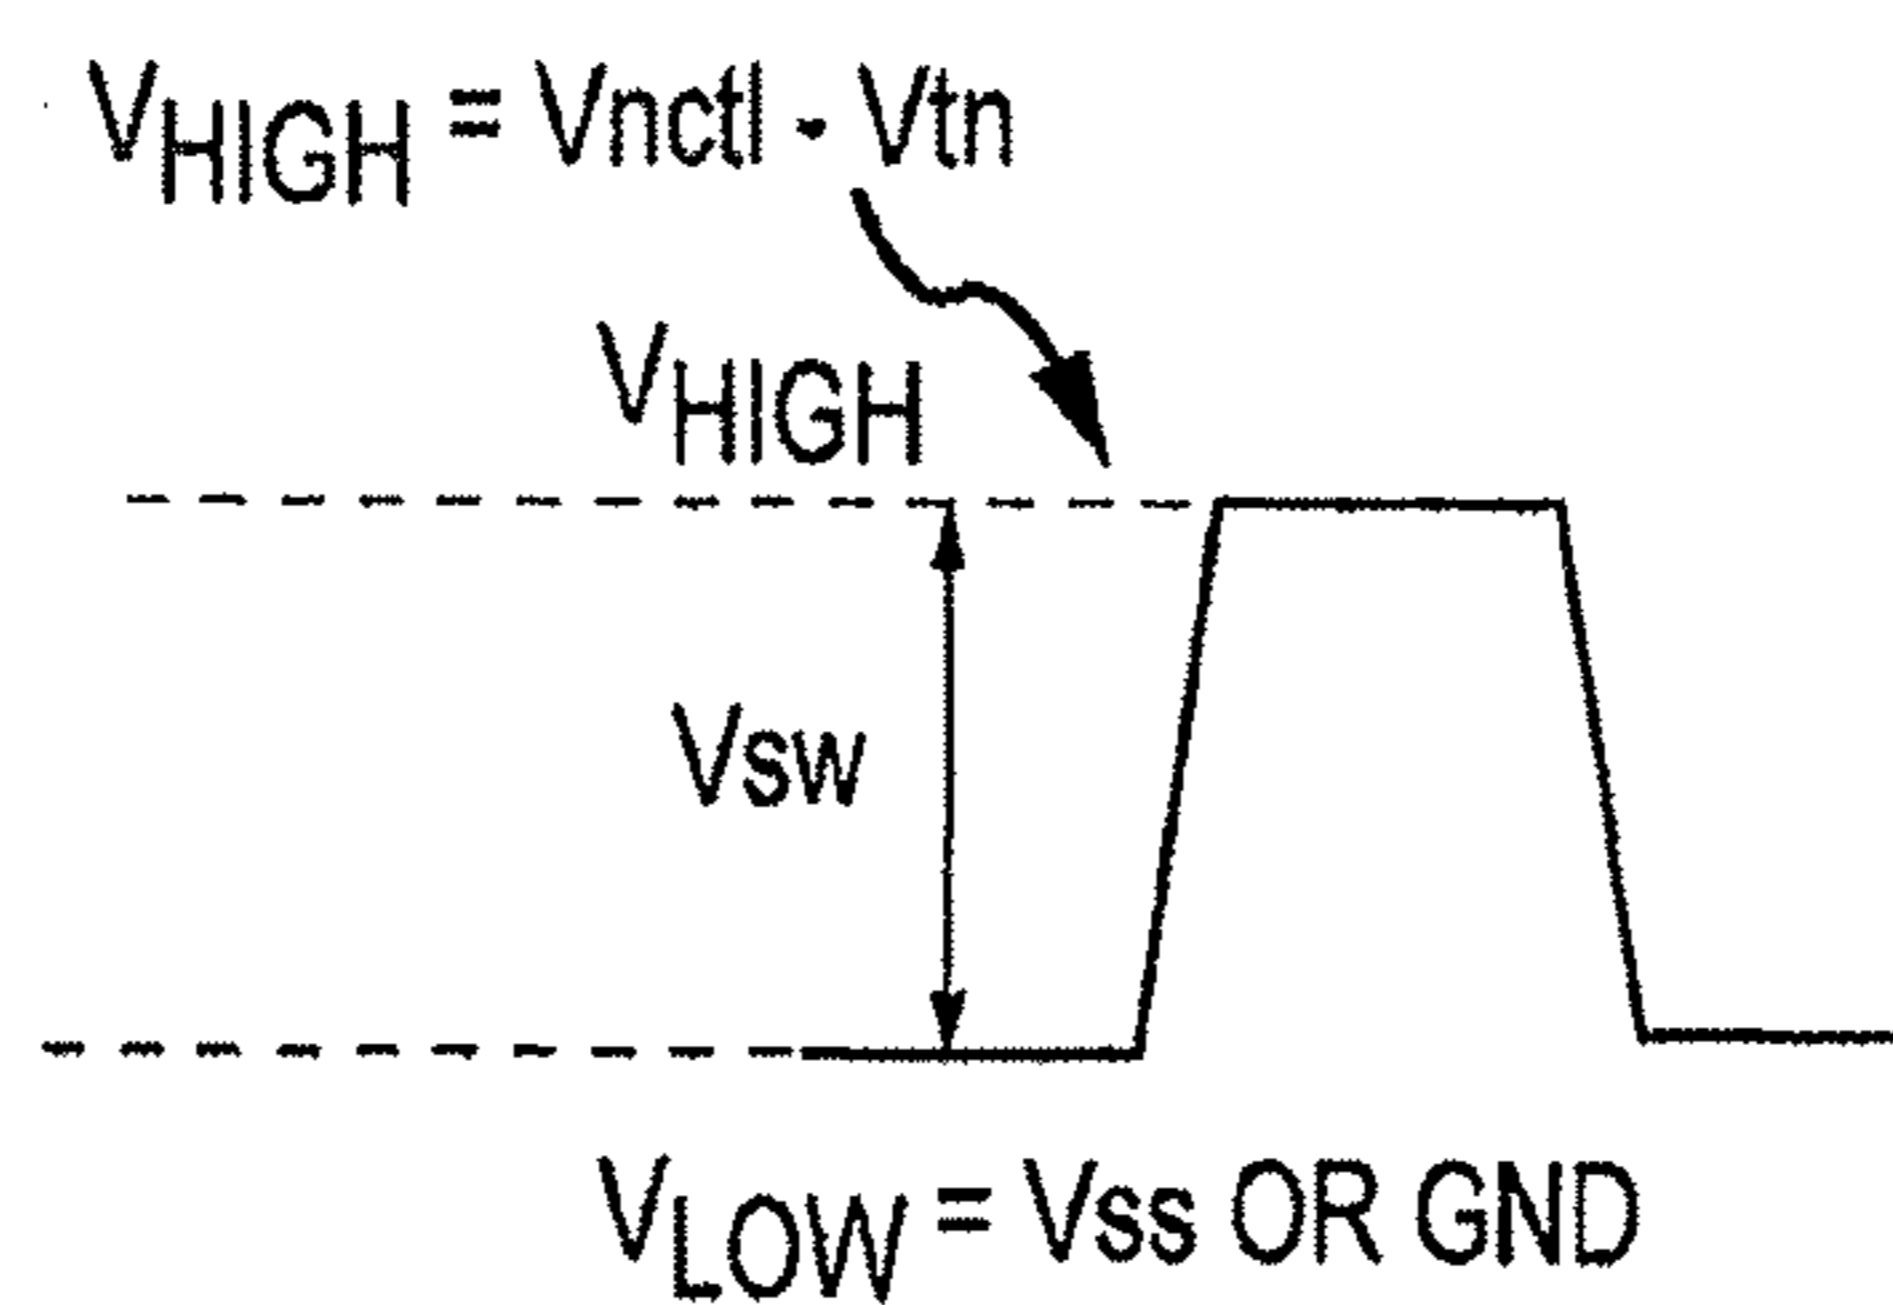 VHIGH = Vnctl - Vtn
VHIGH
Vsw
VLOW = Vss OR GND